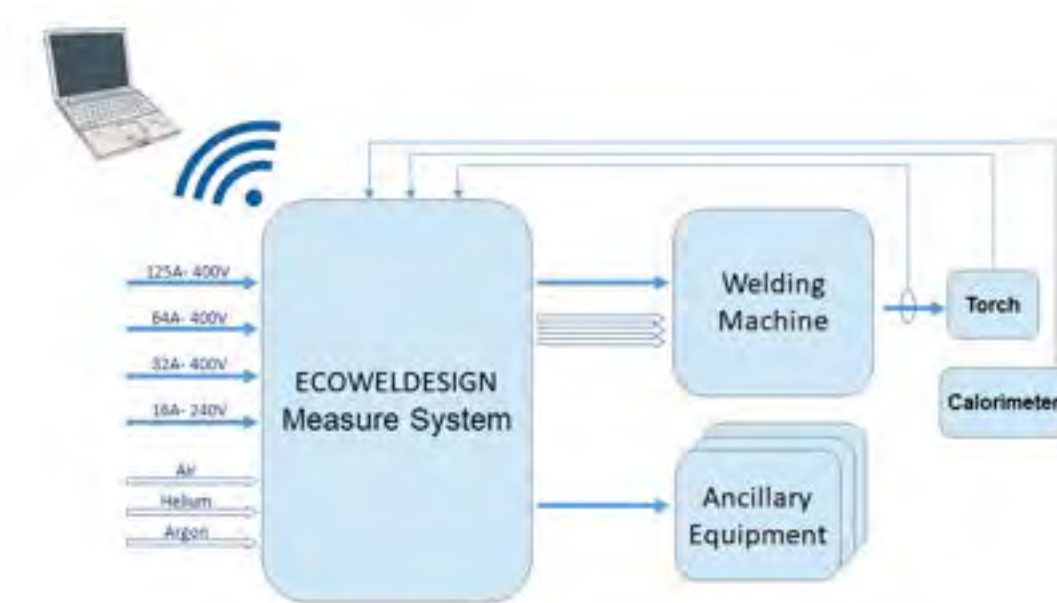 125A- 400V
64A- 400V
32A- 400V
16A- 240V
Air
Helium
Argon
ECOWELDESIGN
Measure System
Welding
Machine
Torch
Calorimeter
Ancillary
Equipment